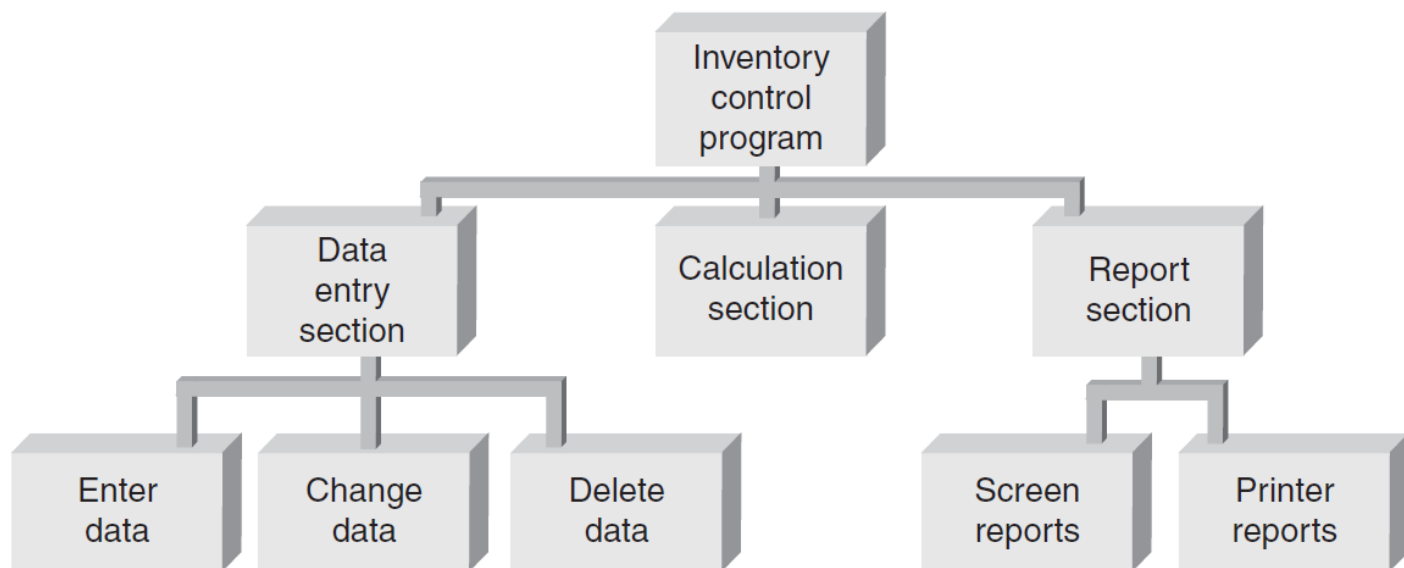 Inventory
control
program
Data
entry
section
Calculation
section
Report
section
Enter
data
Change
data
Delete
data
Screen
reports
Printer
reports